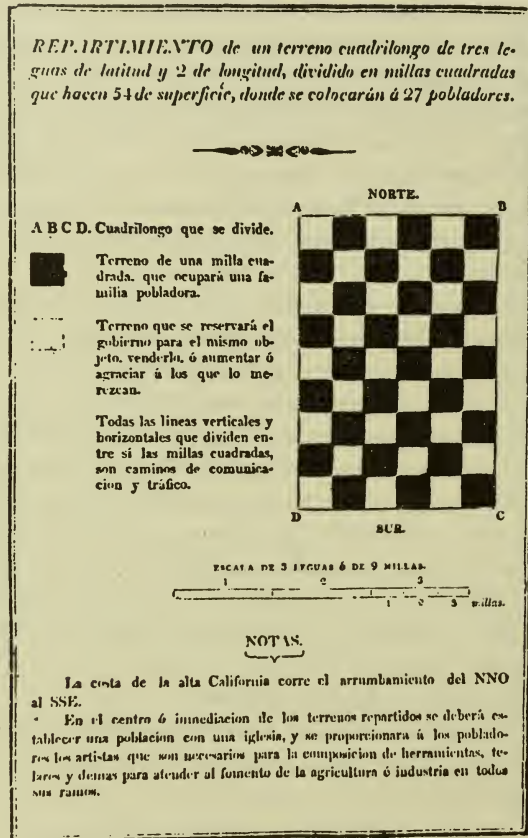 REPARTIMIENTO de un terreno cuadrilongo de tres le-
guas de latitud y 2 de longitud, dividido en millas cuadradas
que hacen 54 de superficie, donde se colocarán á 27 pobladores.
NORTE.
A B
A B C D. Cuadrilongo que se divide.
Terreno de una milla cua-
drada, que ocupará una fa-
milia pobladora.
Terreno que se reservará el
gobierno para el mismo ob-
jeto, venderlo, ó aumentar ó
agraciar á los que lo me-
rezcan.
Todas las lineas verticales y
horizontales que dividen en-
tre sí las millas cuadradas,
son caminos de comunica-
cion y tráfico.
D C
SUR.
ESCALA DE 3 LEGUAS ó DE 9 MILLAS.
1 2 3
1 2 3 millas.
NOTAS.
La costa de la alta California corre el arrumbamiento del NNO
al SSE.
En el centro ó inmediacion de los terrenos repartidos se deberá es-
tablecer una poblacion con una iglesia, y se proporcionará á los poblado-
res los artistas que son necesarios para la composicion de herramientas, te-
lares y demas para atender al fomento de la agricultura ó industria en todos
sus ramos.